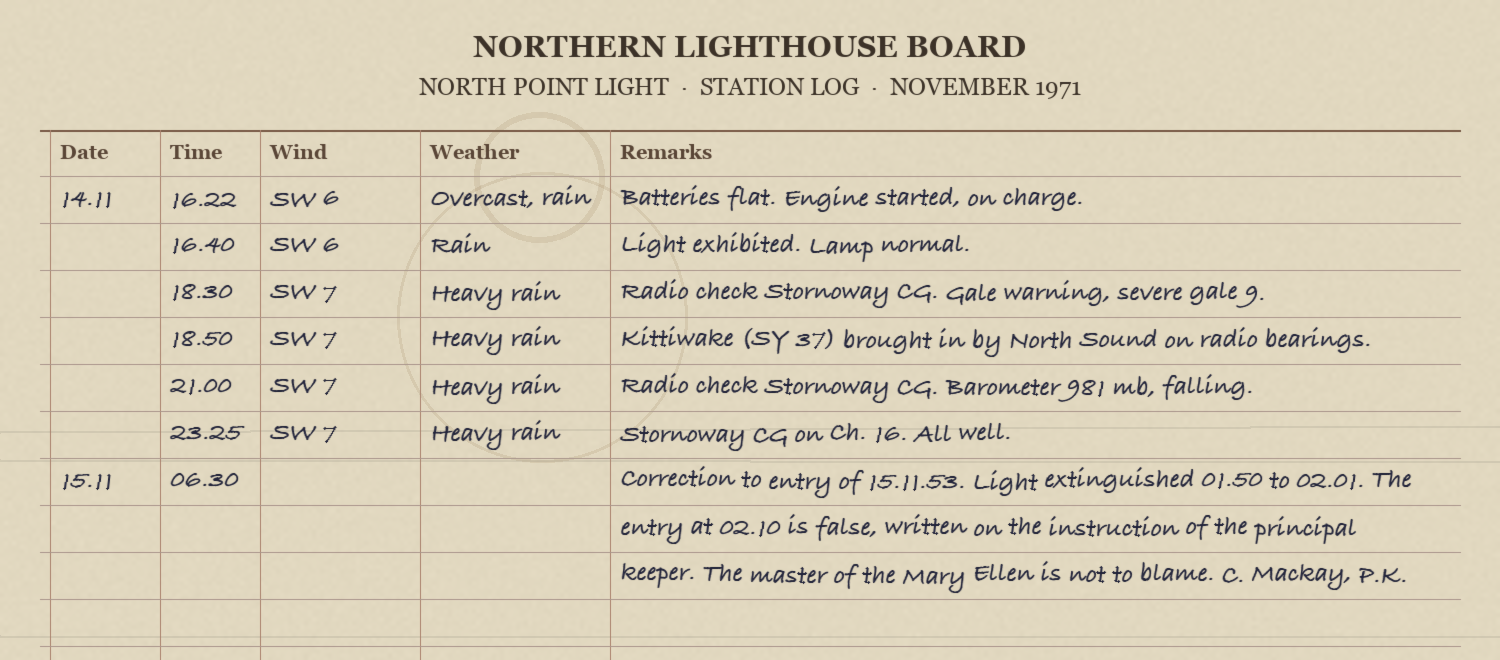 NORTHERN LIGHTHOUSE BOARD
NORTH POINT LIGHT · STATION LOG · NOVEMBER 1971
Date Time Wind Weather Remarks
14.11 16.22 SW 6 Overcast, rain Batteries flat. Engine started, on charge.
16.40 SW 6 Rain Light exhibited. Lamp normal.
18.30 SW 7 Heavy rain Radio check Stornoway CG. Gale warning, severe gale 9.
18.50 SW 7 Heavy rain Kittiwake (SY 37) brought in by North Sound on radio bearings.
21.00 SW 7 Heavy rain Radio check Stornoway CG. Barometer 981 mb, falling.
23.25 SW 7 Heavy rain Stornoway CG on Ch. 16. All well.
15.11 06.30 Correction to entry of 15.11.53. Light extinguished 01.50 to 02.01. The
entry at 02.10 is false, written on the instruction of the principal
keeper. The master of the Mary Ellen is not to blame. C. Mackay, P.K.